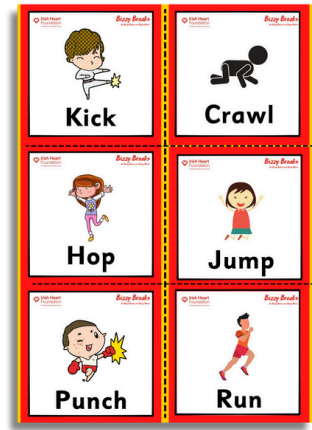 Irish Heart
Foundation
Bizzy Breaks
Kick
Irish Heart
Foundation
Bizzy Breaks
Crawl
Irish Heart
Foundation
Bizzy Breaks
Hop
Irish Heart
Foundation
Bizzy Breaks
Jump
Irish Heart
Foundation
Bizzy Breaks
Punch
Irish Heart
Foundation
Bizzy Breaks
Run